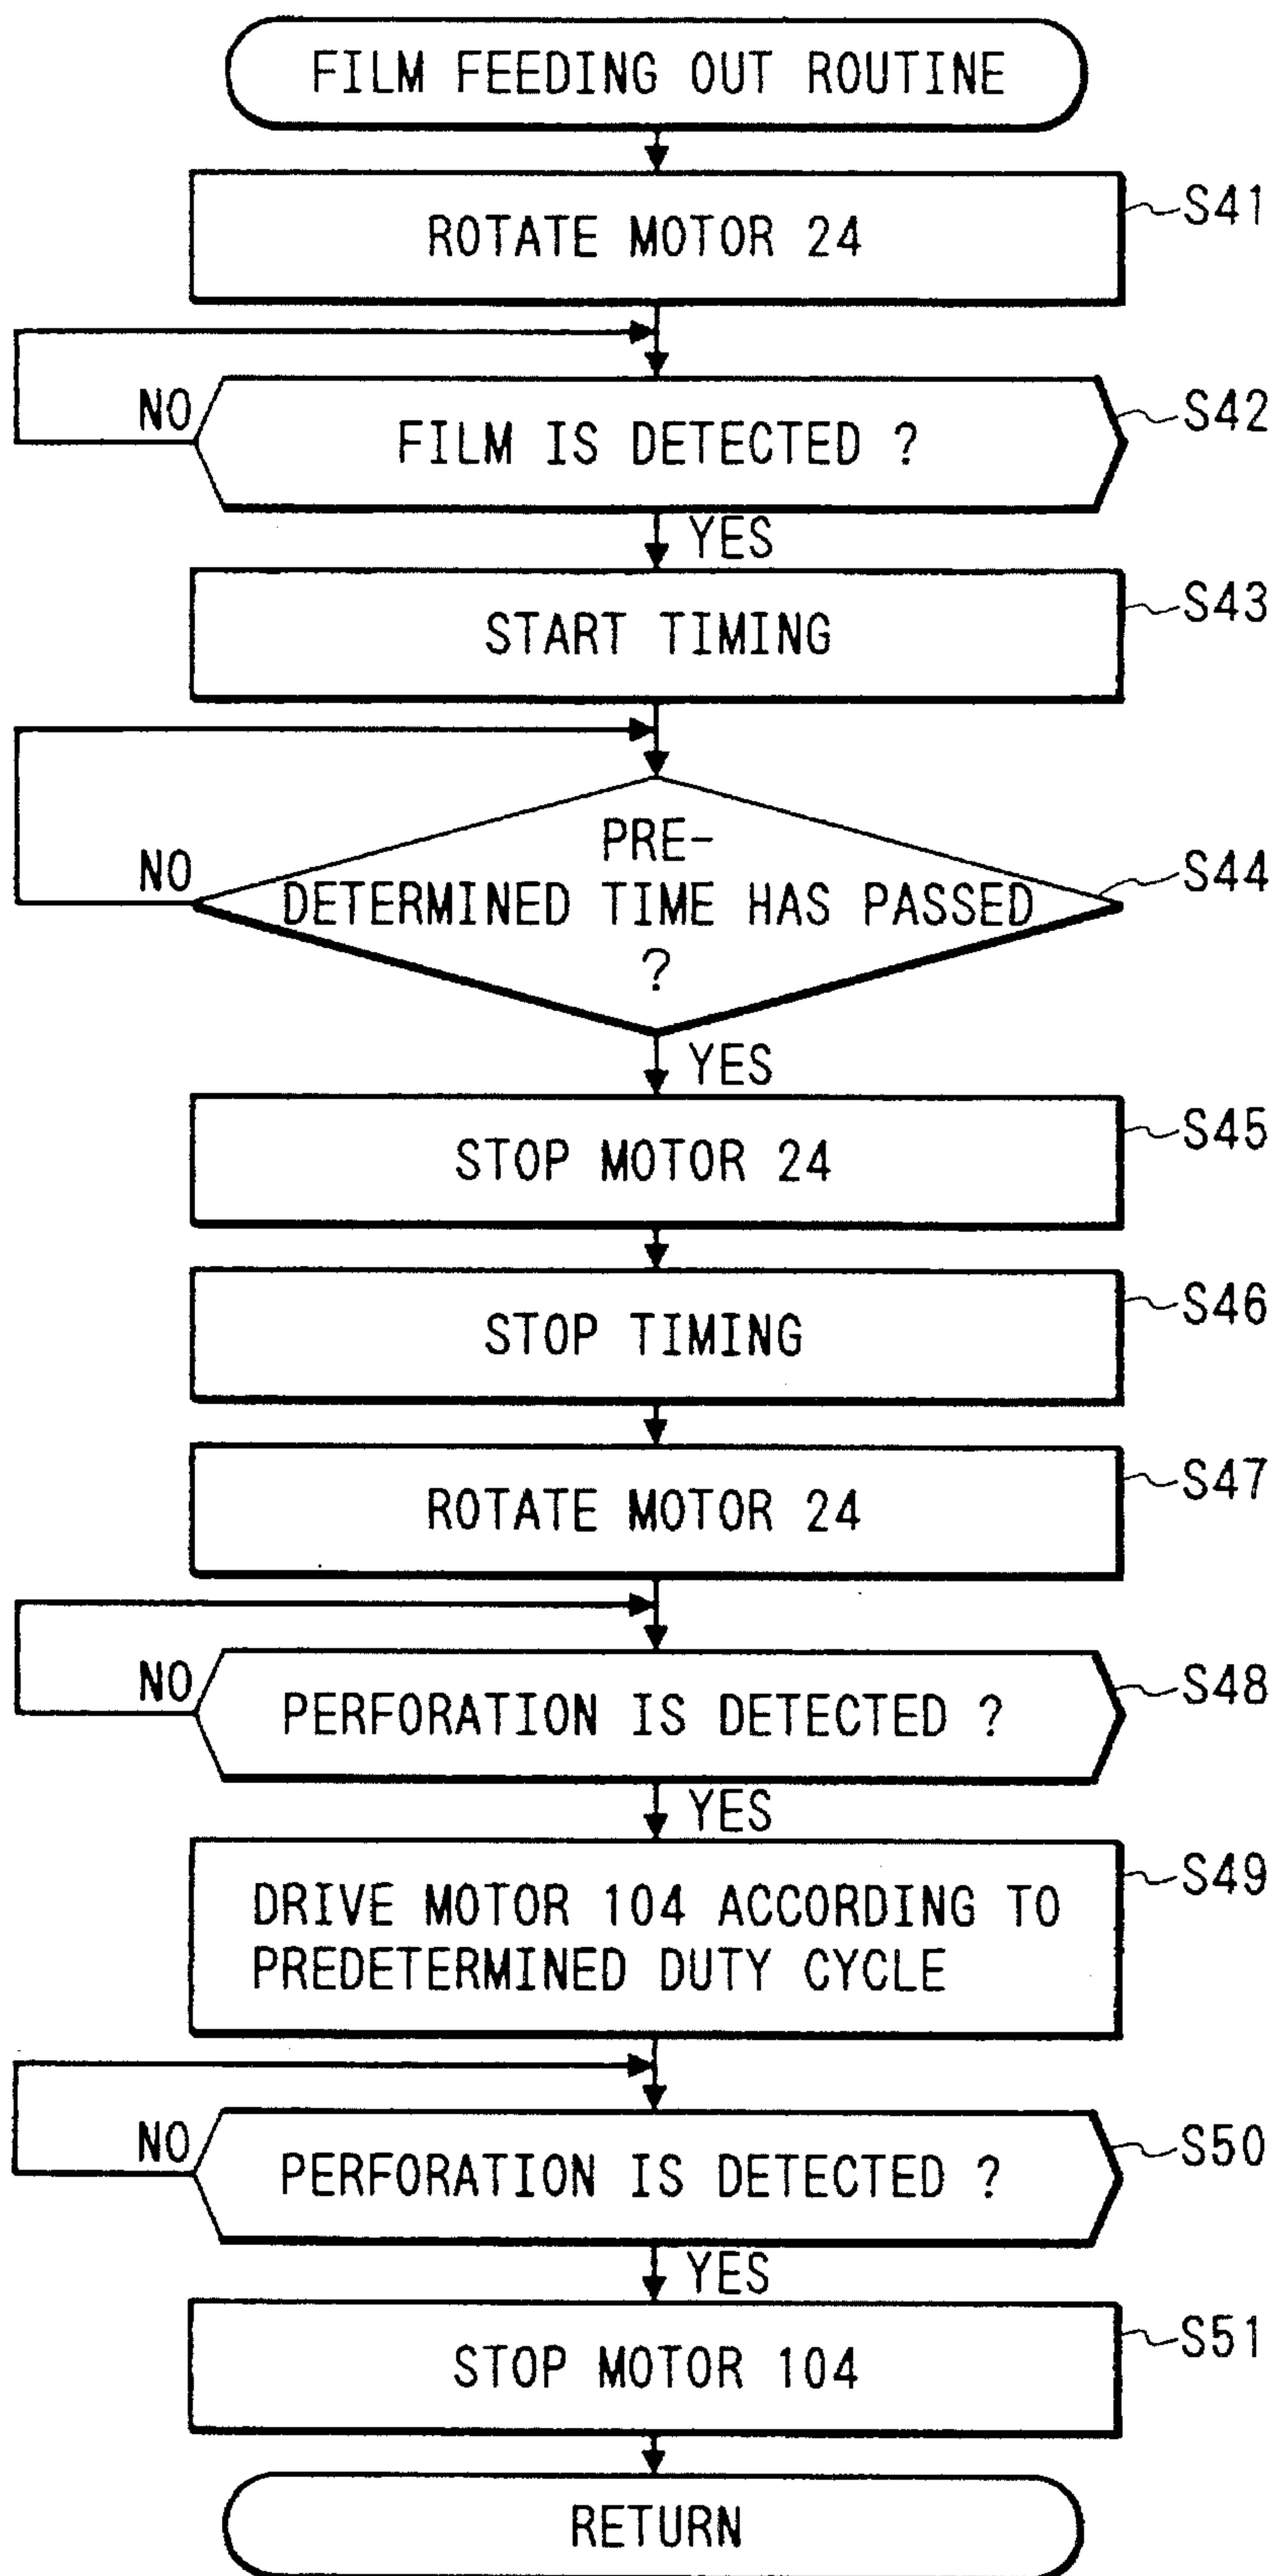 FILM FEEDING OUT ROUTINE
ROTATE MOTOR 24
S41
NO
FILM IS DETECTED ?
S42
YES
START TIMING
S43
PRE-
NO
DETERMINED TIME HAS PASSED
S44
?
YES
STOP MOTOR 24
S45
STOP TIMING
S46
ROTATE MOTOR 24
S47
NO
PERFORATION IS DETECTED ?
S48
YES
DRIVE MOTOR 104 ACCORDING TO
PREDETERMINED DUTY CYCLE
S49
NO
PERFORATION IS DETECTED ?
S50
YES
STOP MOTOR 104
S51
RETURN